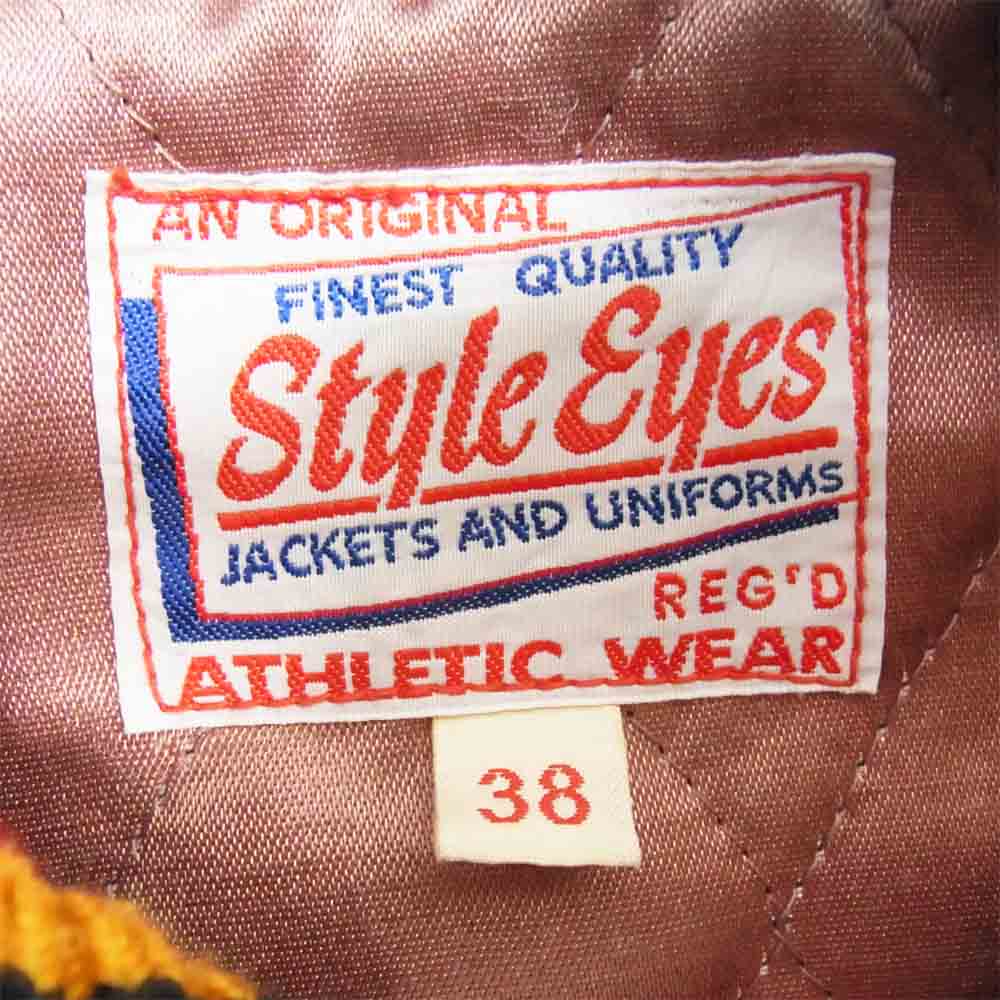 AN ORIGINAL
FINEST QUALITY
Style Eyes
JACKETS AND UNIFORMS
REG'D
ATHLETIC WEAR
38